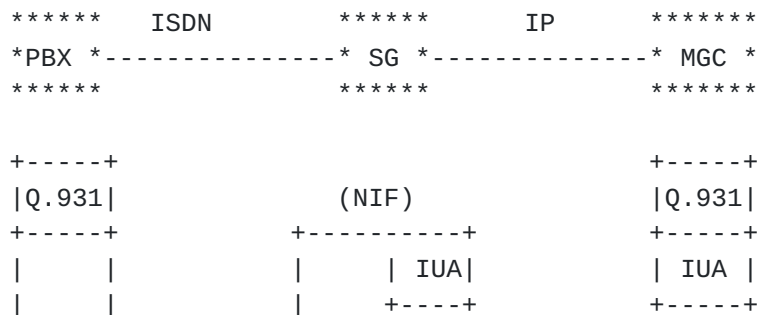 ******   ISDN        ******      IP       *******
*PBX *---------------* SG *--------------* MGC *
******               ******              *******

+-----+                                  +-----+
|Q.931|              (NIF)               |Q.931|
+-----+           +----------+           +-----+
|     |           |     | IUA|           | IUA |
|     |           |     +----+           +-----+